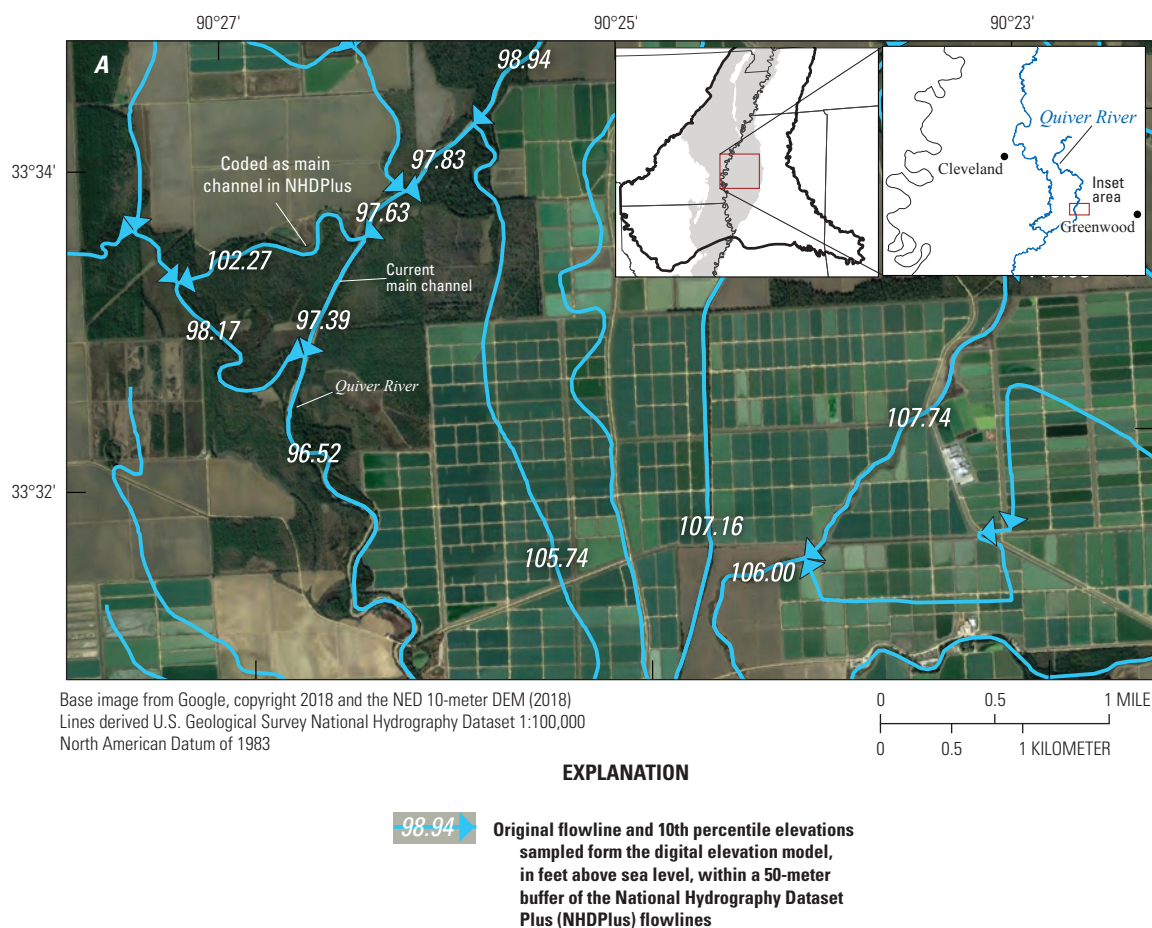 90°27'
90°25'
90°23'
A
98.94
33°34'
97.83
Coded as main
channel in NHDPlus
97.63
102.27
Current
main channel
98.17
97.39
Quiver River
96.52
33°32'
105.74
107.16
107.74
106.00
Quiver River
Cleveland
Inset
area
Greenwood
Base image from Google, copyright 2018 and the NED 10-meter DEM (2018)
Lines derived U.S. Geological Survey National Hydrography Dataset 1:100,000
North American Datum of 1983
0 0.5 1 MILE
0 0.5 1 KILOMETER
EXPLANATION
98.94
Original flowline and 10th percentile elevations
sampled form the digital elevation model,
in feet above sea level, within a 50-meter
buffer of the National Hydrography Dataset
Plus (NHDPlus) flowlines